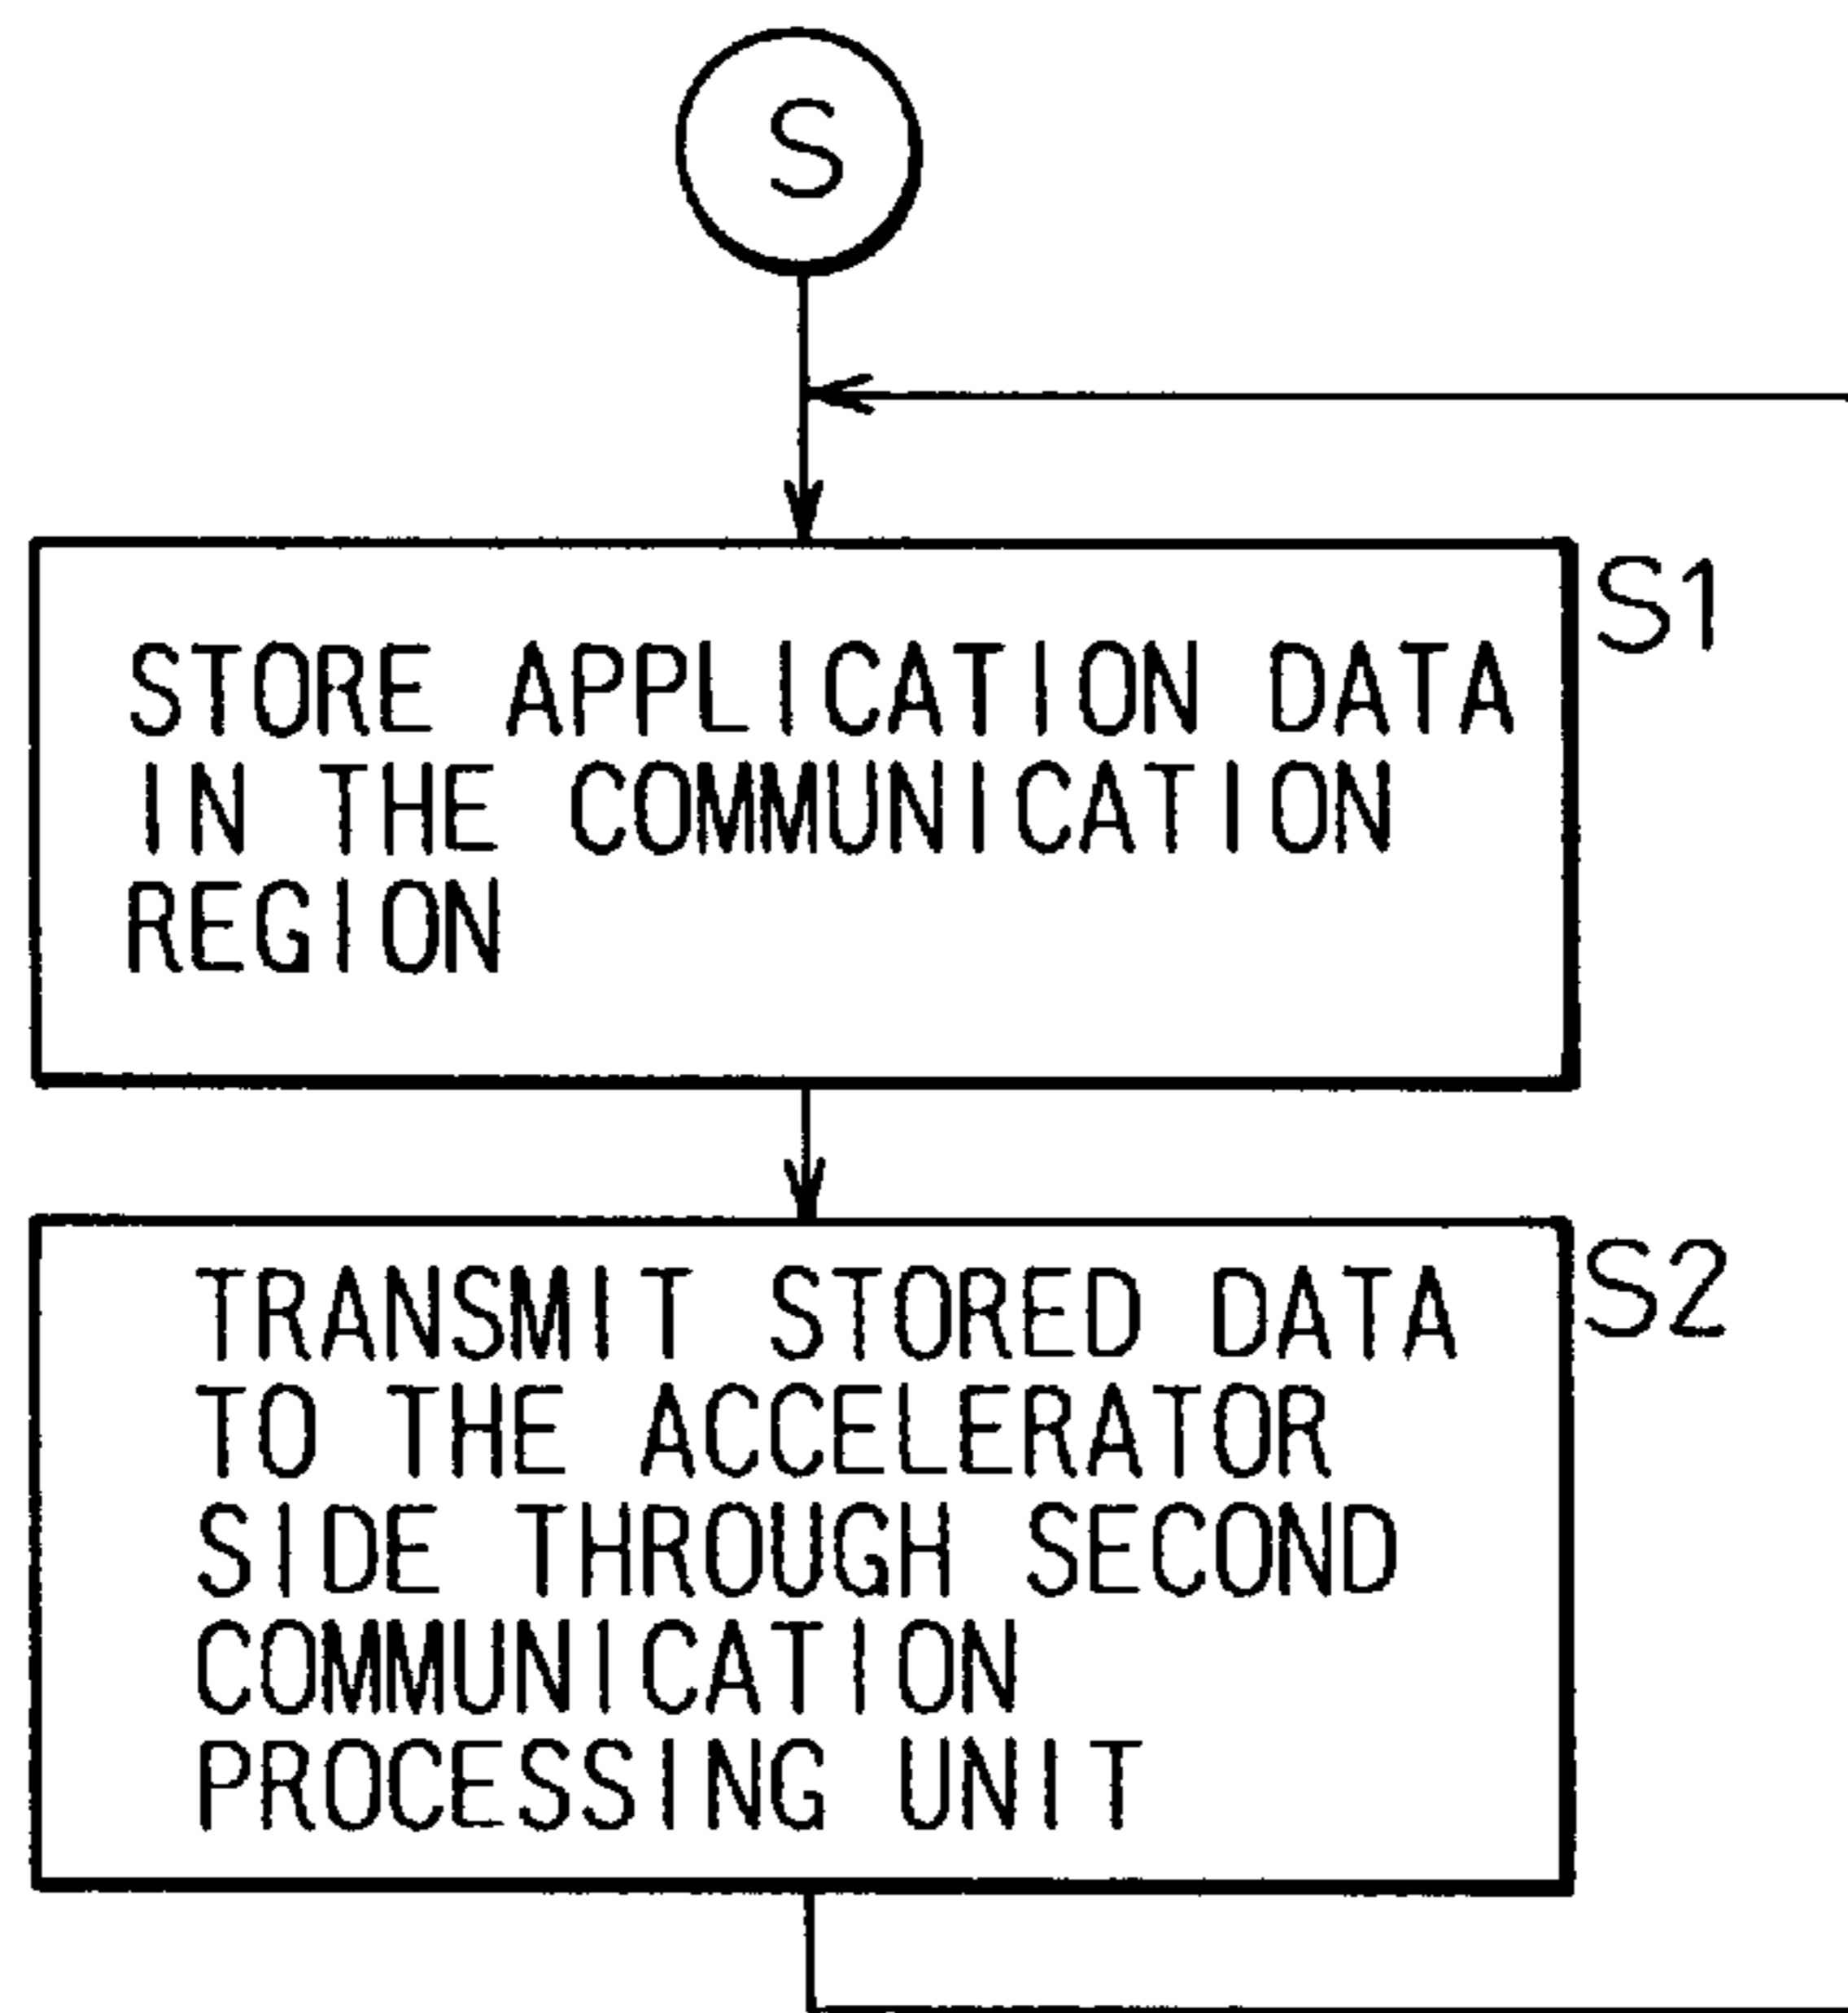 S
S1
STORE APPLICATION DATA
IN THE COMMUNICATION
REGION
S2
TRANSMIT STORED DATA
TO THE ACCELERATOR
SIDE THROUGH SECOND
COMMUNICATION
PROCESSING UNIT